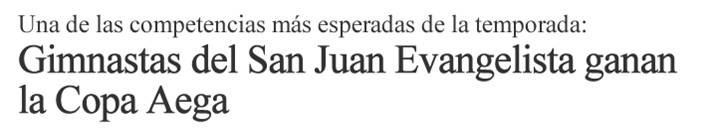 Una de las competencias más esperadas de la temporada:
Gimnastas del San Juan Evangelista ganan
la Copa Aega